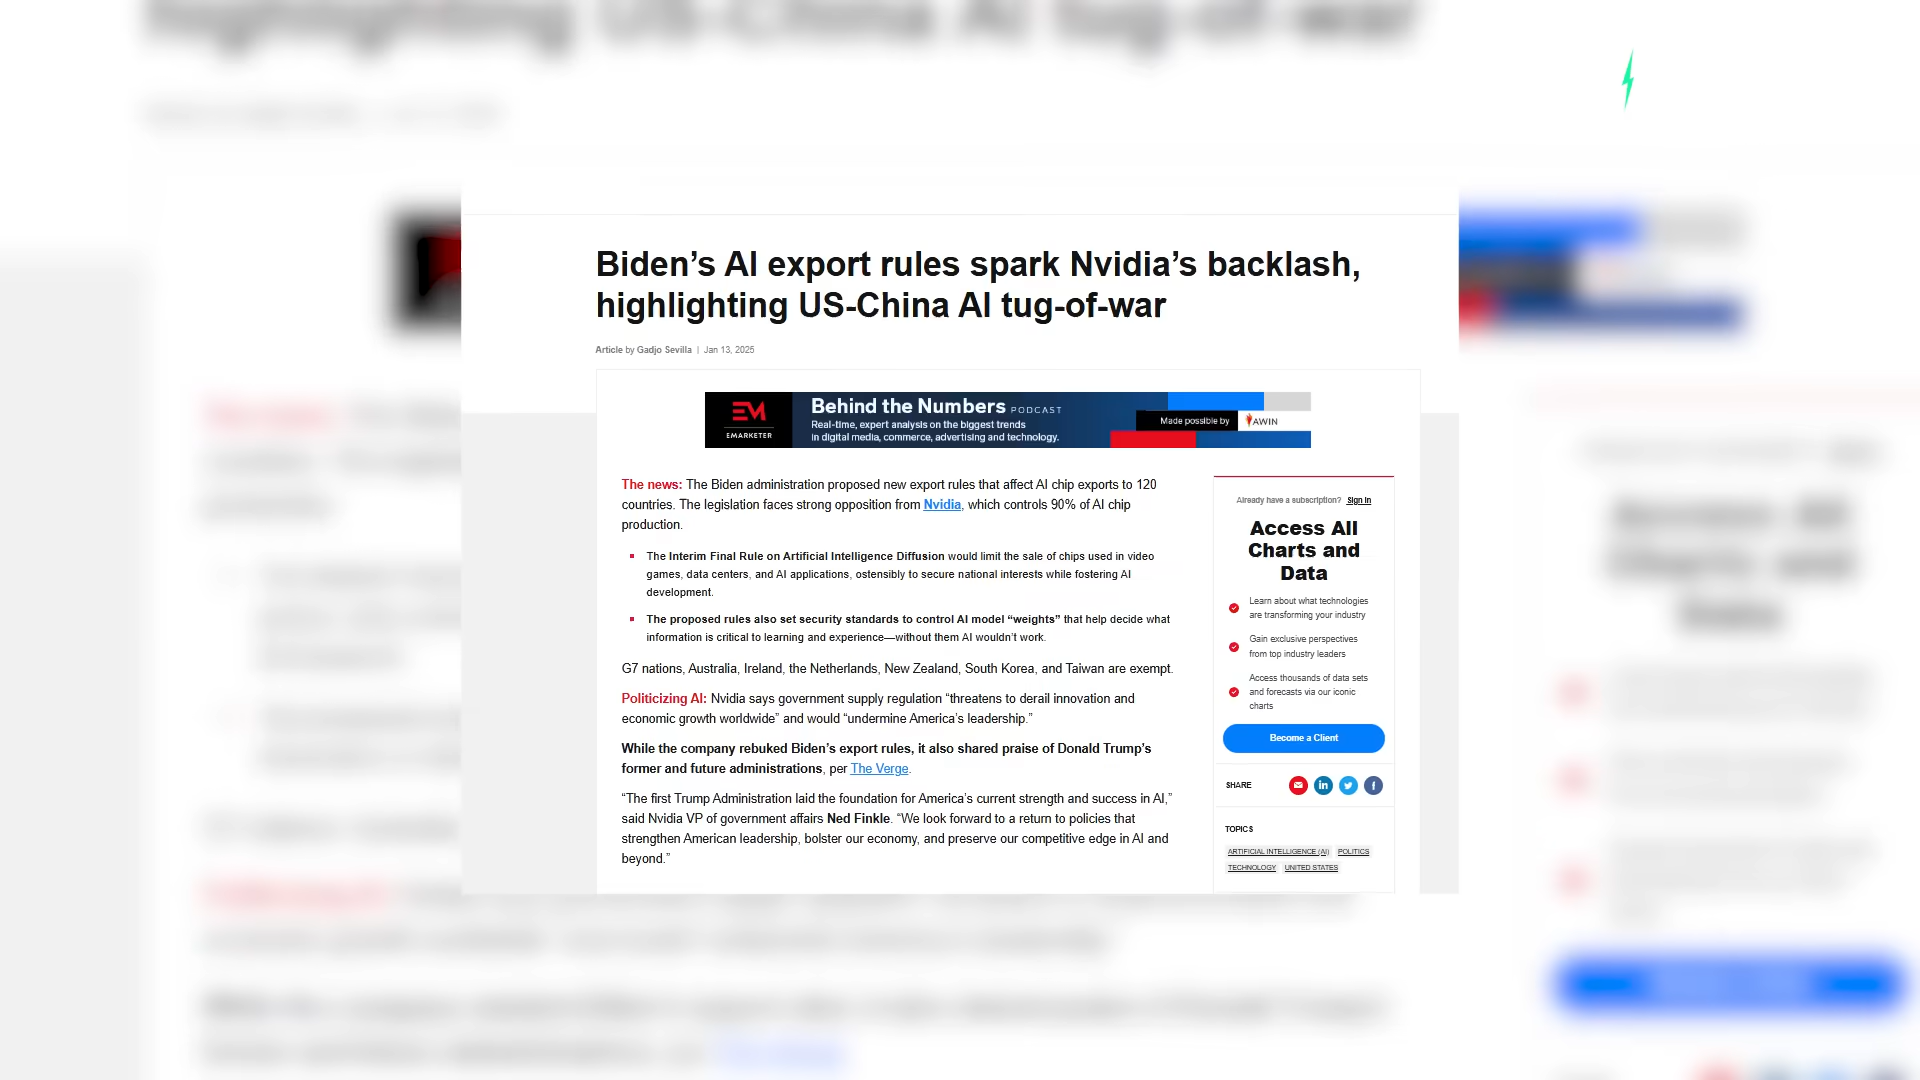 highlighting US-China AI tug-of-war
Biden’s AI export rules spark Nvidia’s backlash,
highlighting US-China AI tug-of-war
Article by Gadjo Sevilla | Jan 13, 2025
EM
EMARKETER
Behind the Numbers PODCAST
Real-time, expert analysis on the biggest trends
in digital media, commerce, advertising and technology.
Made possible by AWIN
The news: The Biden administration proposed new export rules that affect AI chip exports to 120
countries. The legislation faces strong opposition from Nvidia, which controls 90% of AI chip
production.
The Interim Final Rule on Artificial Intelligence Diffusion would limit the sale of chips used in video
games, data centers, and AI applications, ostensibly to secure national interests while fostering AI
development.
The proposed rules also set security standards to control AI model “weights” that help decide what
information is critical to learning and experience—without them AI wouldn’t work.
G7 nations, Australia, Ireland, the Netherlands, New Zealand, South Korea, and Taiwan are exempt.
Politicizing AI: Nvidia says government supply regulation “threatens to derail innovation and
economic growth worldwide” and would “undermine America’s leadership.”
While the company rebuked Biden’s export rules, it also shared praise of Donald Trump’s
former and future administrations, per The Verge.
“The first Trump Administration laid the foundation for America’s current strength and success in AI,”
said Nvidia VP of government affairs Ned Finkle. “We look forward to a return to policies that
strengthen American leadership, bolster our economy, and preserve our competitive edge in AI and
beyond.”
Already have a subscription? Sign In
Access All
Charts and
Data
Learn about what technologies
are transforming your industry
Gain exclusive perspectives
from top industry leaders
Access thousands of data sets
and forecasts via our iconic
charts
Become a Client
SHARE
TOPICS
ARTIFICIAL INTELLIGENCE (AI) POLITICS
TECHNOLOGY UNITED STATES